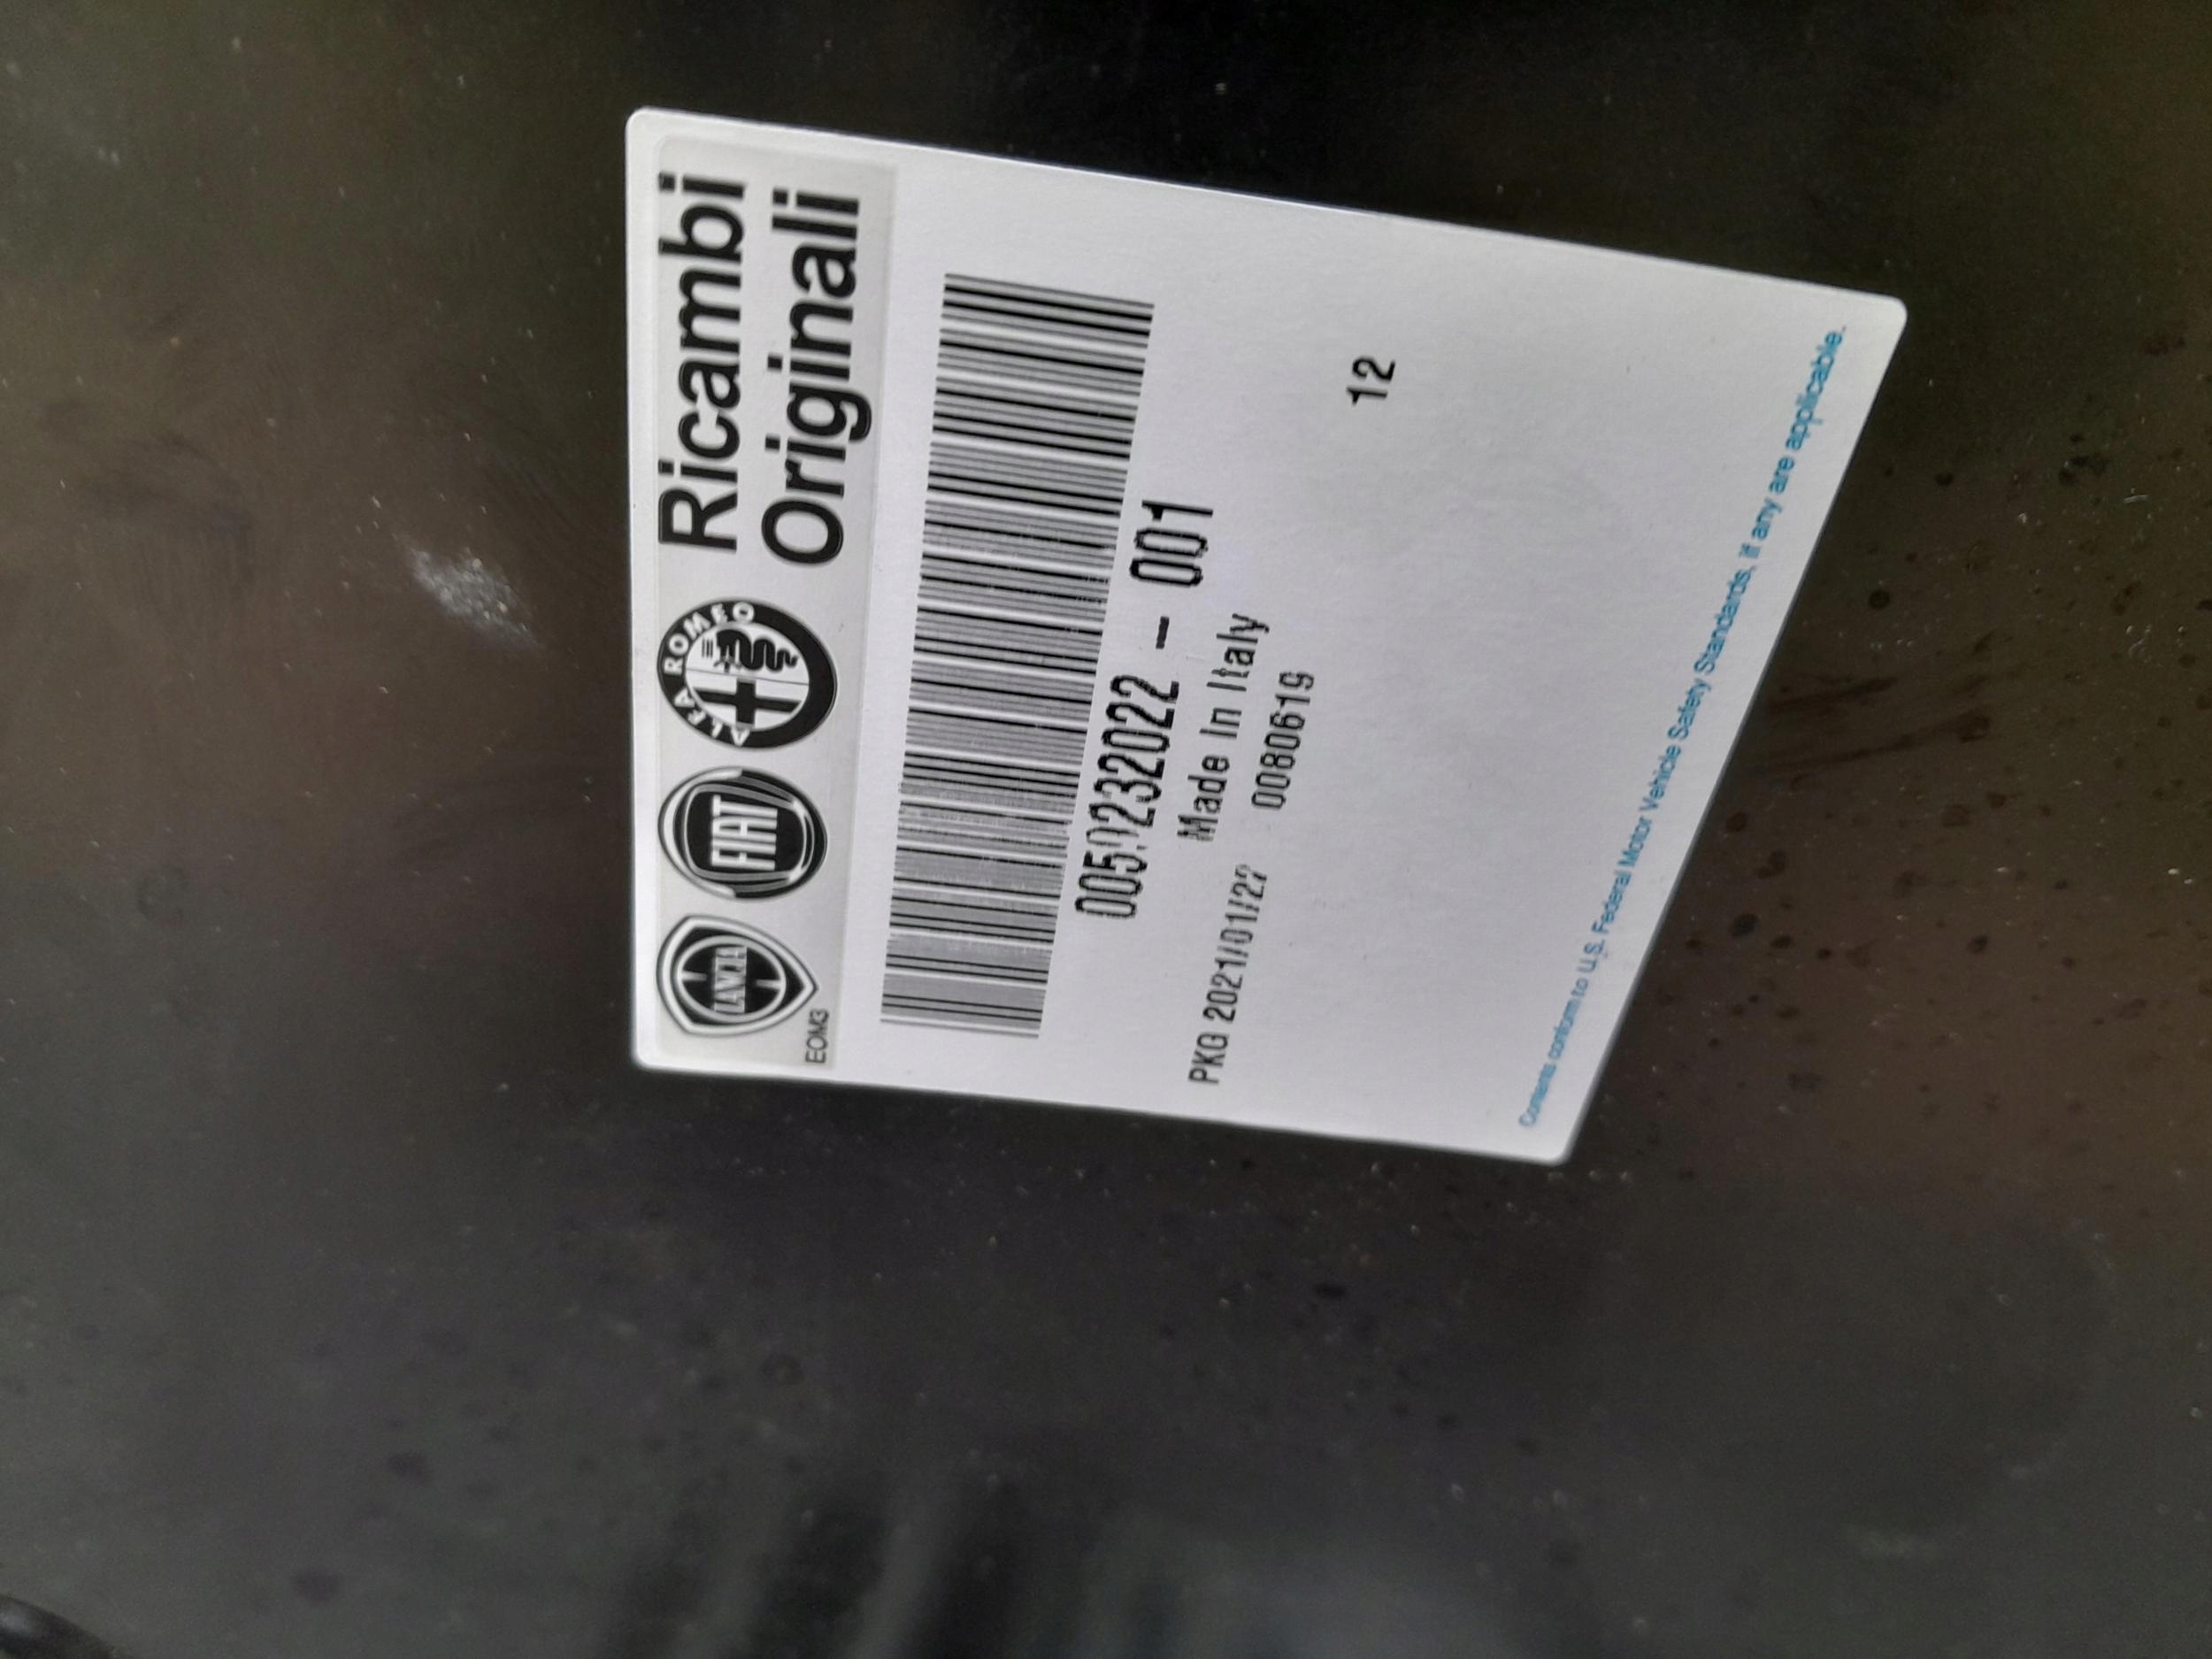 LANCIA
FIAT
ALFA ROMEO
Ricambi
Originali
EOM3
0050232022 - 001
Made In Italy
PKG 2021/01/22 0080619
12
Contents conform to U.S. Federal Motor Vehicle Safety Standards, if any are applicable.